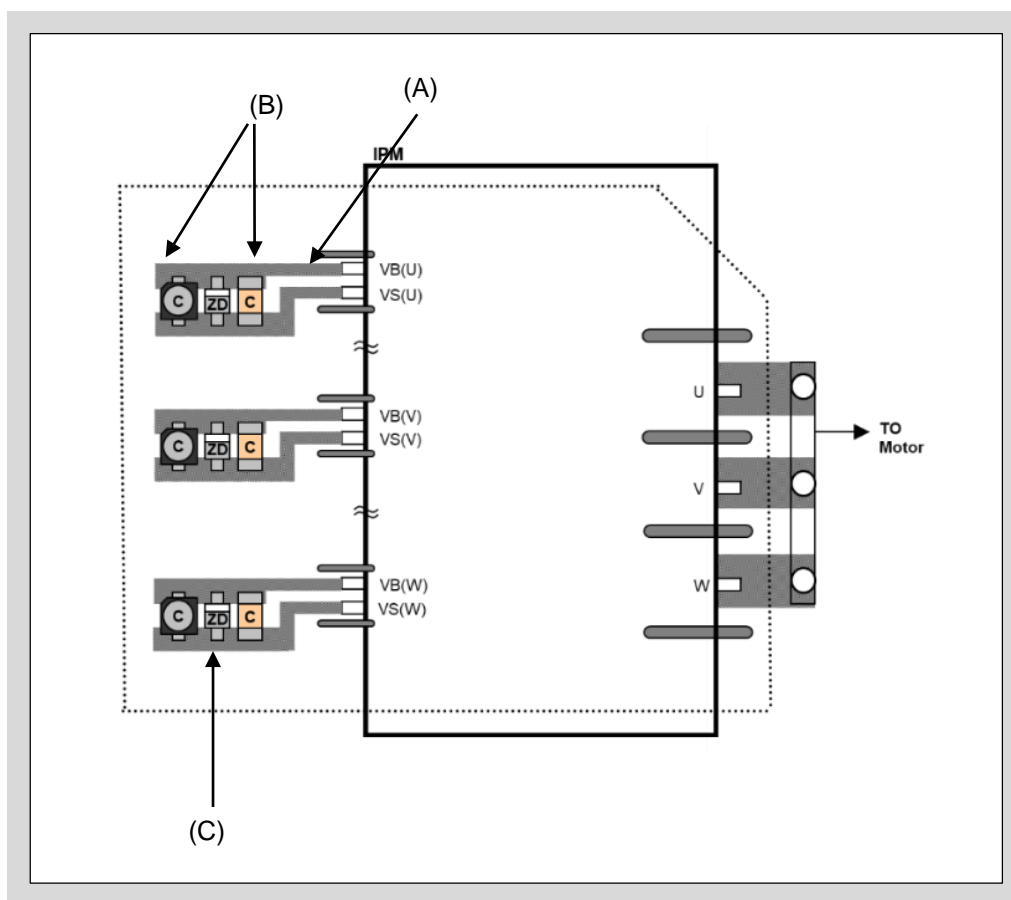 (A)
(B)
IPM
VB(U)
VS(U)
C ZD C
U
VB(V)
VS(V)
C ZD C
TO
Motor
V
VB(W)
VS(W)
C ZD C
W
(C)